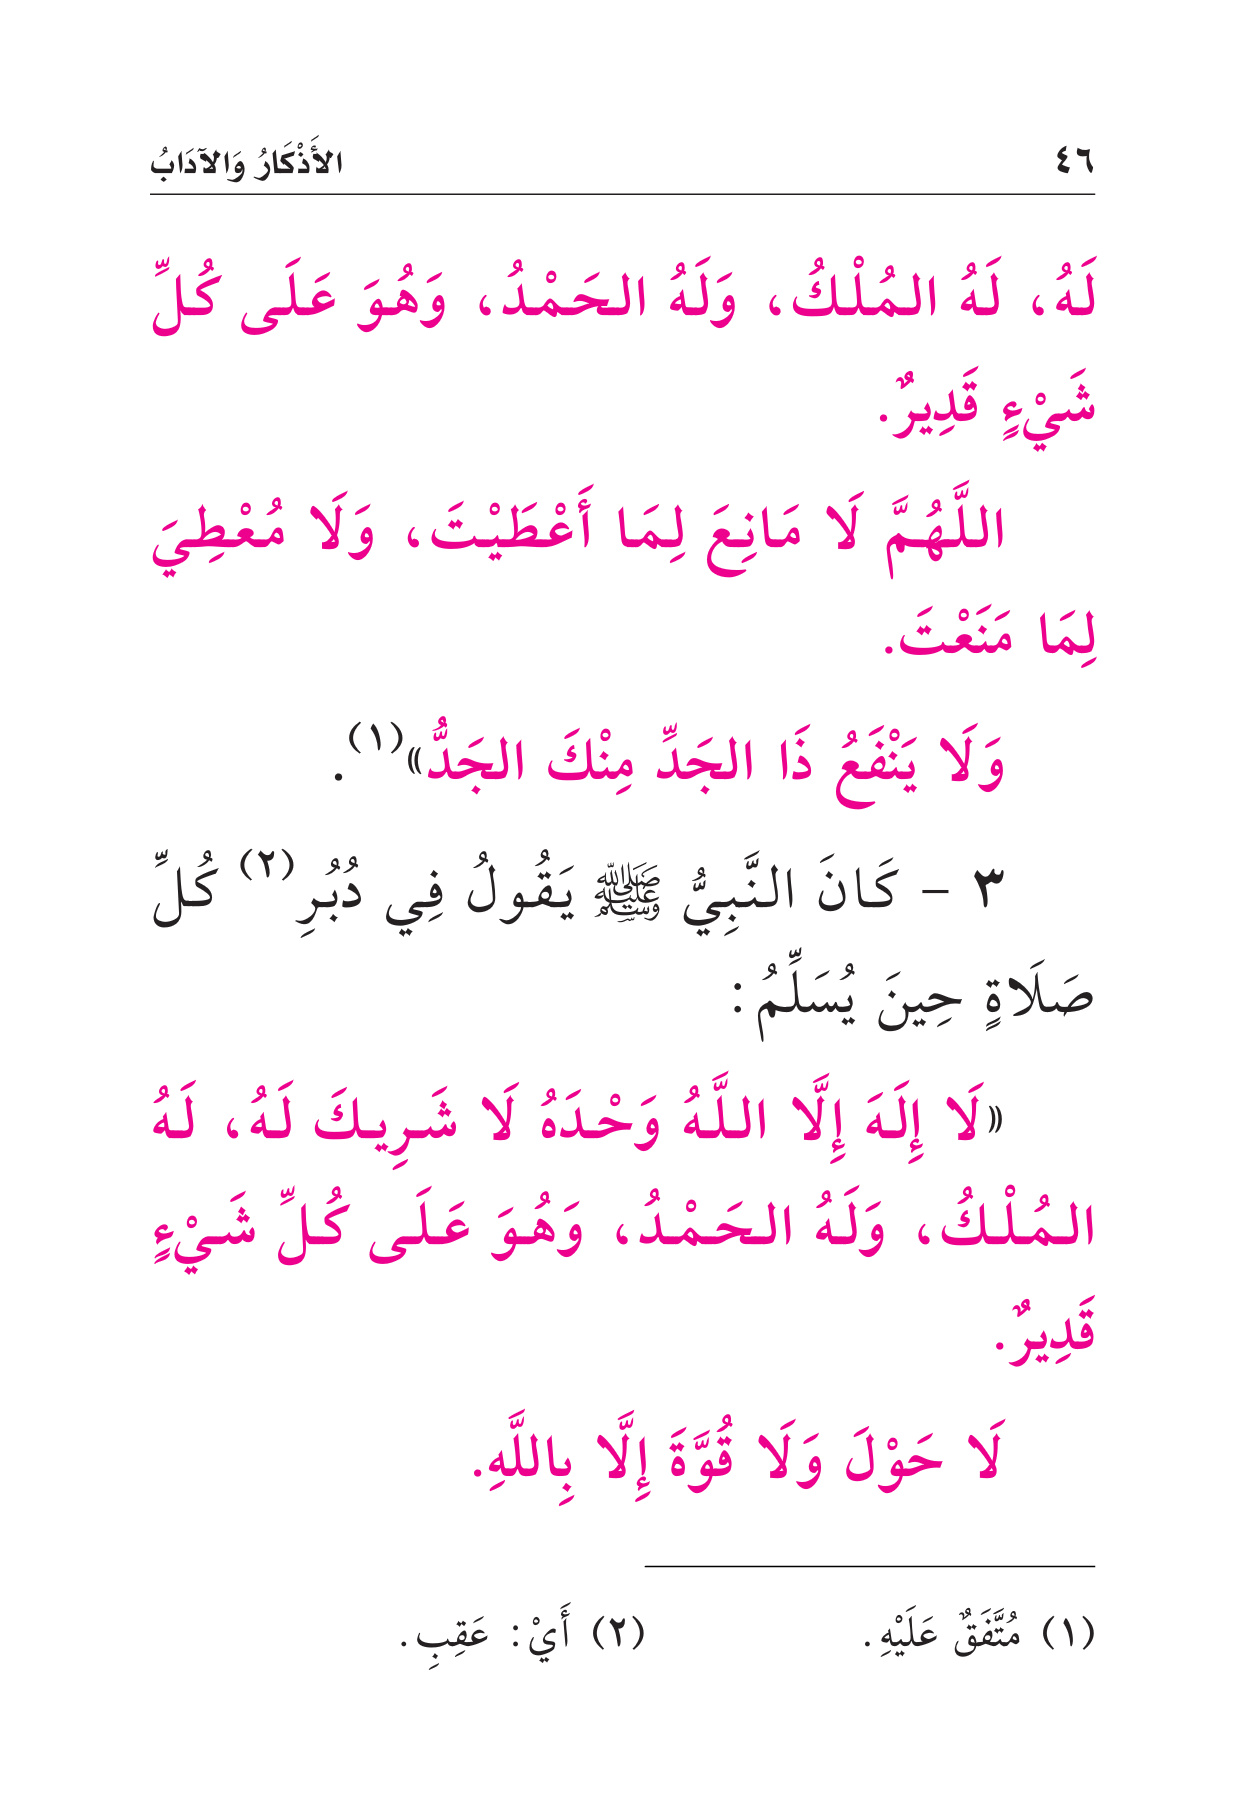 ٤٦ الأَذْكَارُ وَالآدَابُ
لَهُ، لَهُ المُلْكُ، وَلَهُ الحَمْدُ، وَهُوَ عَلَى كُلِّ
شَيْءٍ قَدِيرٌ.
اللَّهُمَّ لَا مَانِعَ لِمَا أَعْطَيْتَ، وَلَا مُعْطِيَ
لِمَا مَنَعْتَ.
وَلَا يَنْفَعُ ذَا الجَدِّ مِنْكَ الجَدُّ»(١).
٣ – كَانَ النَّبِيُّ ﷺ يَقُولُ فِي دُبُرِ(٢) كُلِّ
صَلَاةٍ حِينَ يُسَلِّمُ:
«لَا إِلَهَ إِلَّا اللَّهُ وَحْدَهُ لَا شَرِيكَ لَهُ، لَهُ
المُلْكُ، وَلَهُ الحَمْدُ، وَهُوَ عَلَى كُلِّ شَيْءٍ
قَدِيرٌ.
لَا حَوْلَ وَلَا قُوَّةَ إِلَّا بِاللَّهِ.
(١) مُتَّفَقٌ عَلَيْهِ. (٢) أَيْ: عَقِبِ.